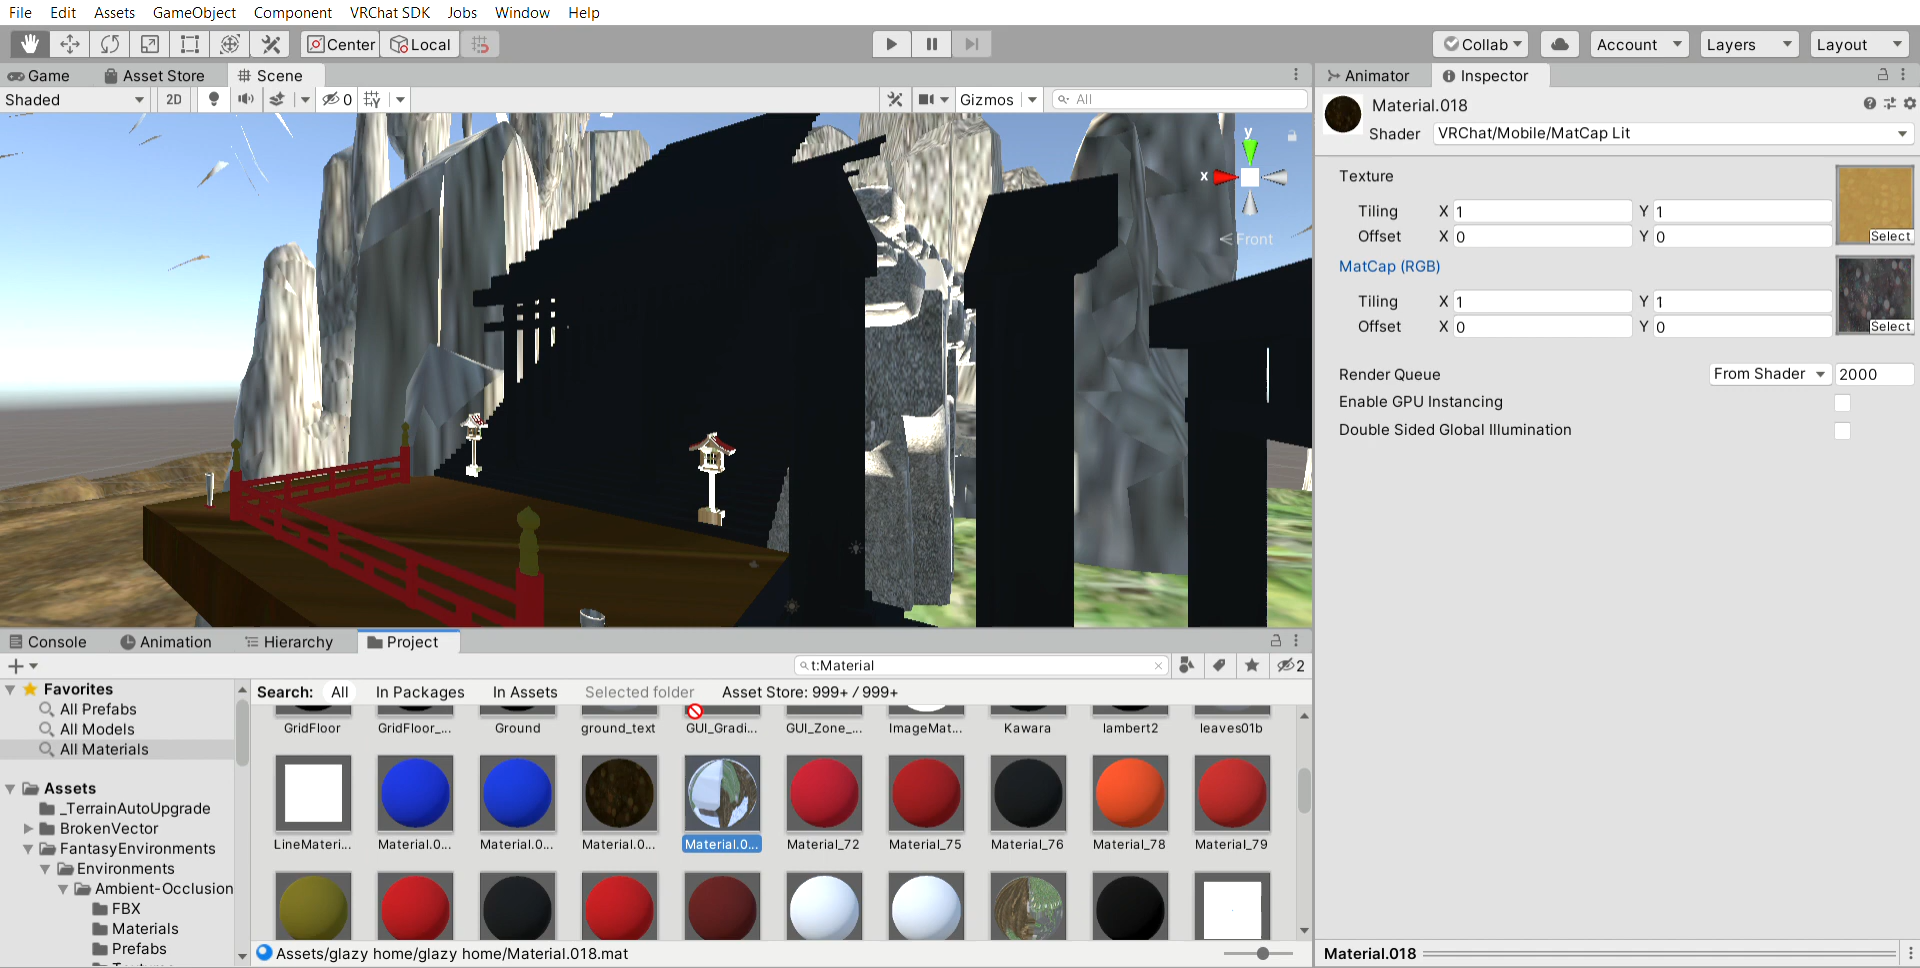 File Edit Assets GameObject Component VRChat SDK Jobs Window Help
Center Local Collab Account Layers Layout
Game Asset Store Scene
Shaded 2D 0 Gizmos All
y
x
Front
Animator Inspector
Material.018
Shader VRChat/Mobile/MatCap Lit
Texture
Tiling X 1 Y 1
Offset X 0 Y 0
Select
MatCap (RGB)
Tiling X 1 Y 1
Offset X 0 Y 0
Select
Render Queue From Shader 2000
Enable GPU Instancing
Double Sided Global Illumination
Console Animation Hierarchy Project
t:Material 2
Favorites
All Prefabs
All Models
All Materials
Assets
_TerrainAutoUpgrade
BrokenVector
FantasyEnvironments
Environments
Ambient-Occlusion
FBX
Materials
Prefabs
Search: All In Packages In Assets Selected folder Asset Store: 999+ / 999+
GridFloor GridFloor_... Ground ground_text GUI_Gradi... GUI_Zone_... ImageMat... Kawara lambert2 leaves01b
LineMateri... Material.0... Material.0... Material.0... Material.0... Material_72 Material_75 Material_76 Material_78 Material_79
Assets/glazy home/glazy home/Material.018.mat
Material.018